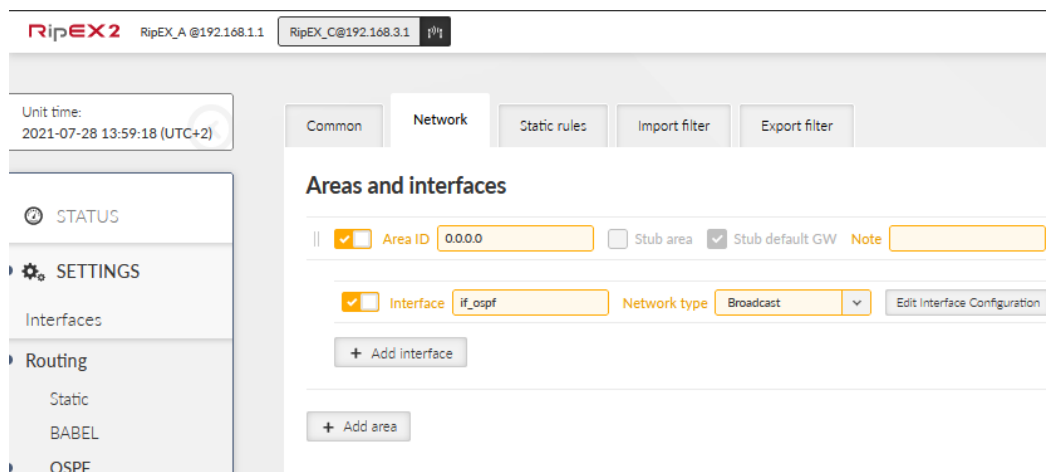 RipEX2 RipEX_A @192.168.1.1 RipEX_C@192.168.3.1
Unit time:
2021-07-28 13:59:18 (UTC+2)
Common Network Static rules Import filter Export filter
Areas and interfaces
STATUS
Area ID 0.0.0.0 Stub area Stub default GW Note
SETTINGS
Interface if_ospf Network type Broadcast Edit Interface Configuration
Interfaces
+ Add interface
Routing
Static
+ Add area
BABEL
OSPF